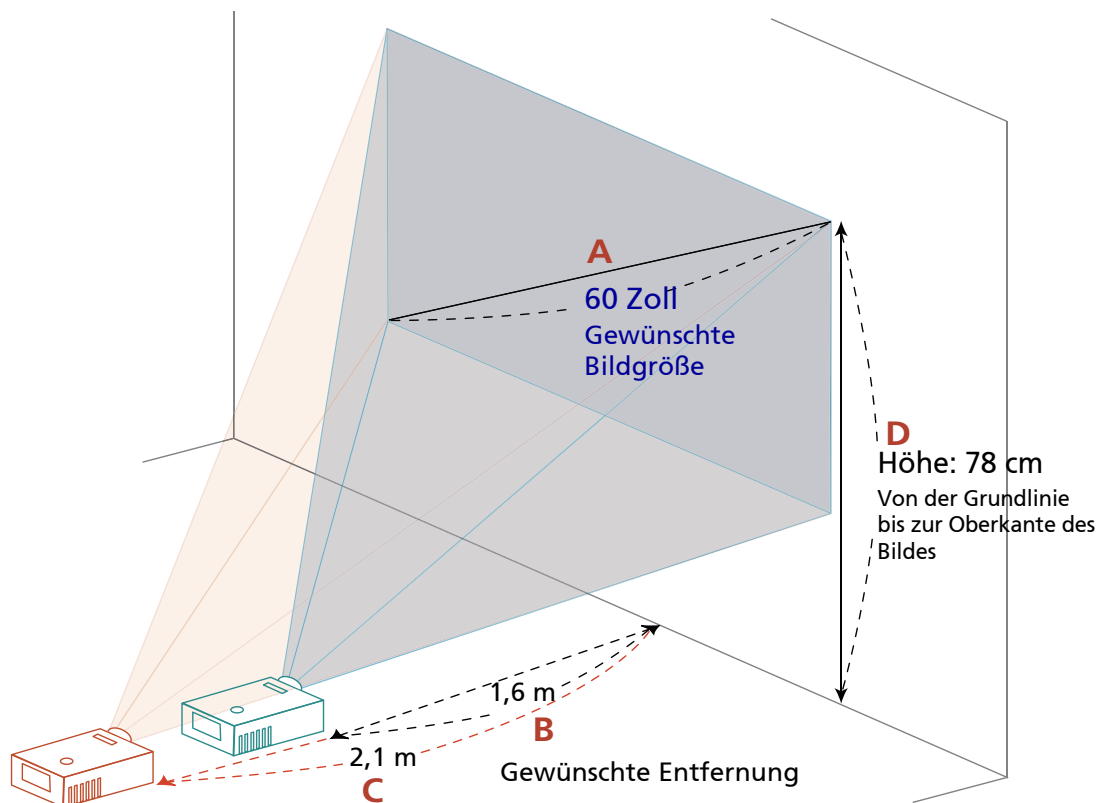 A
60 Zoll
Gewünschte
Bildgröße
D
Höhe: 78 cm
Von der Grundlinie
bis zur Oberkante des
Bildes
1,6 m
B
2,1 m
C
Gewünschte Entfernung